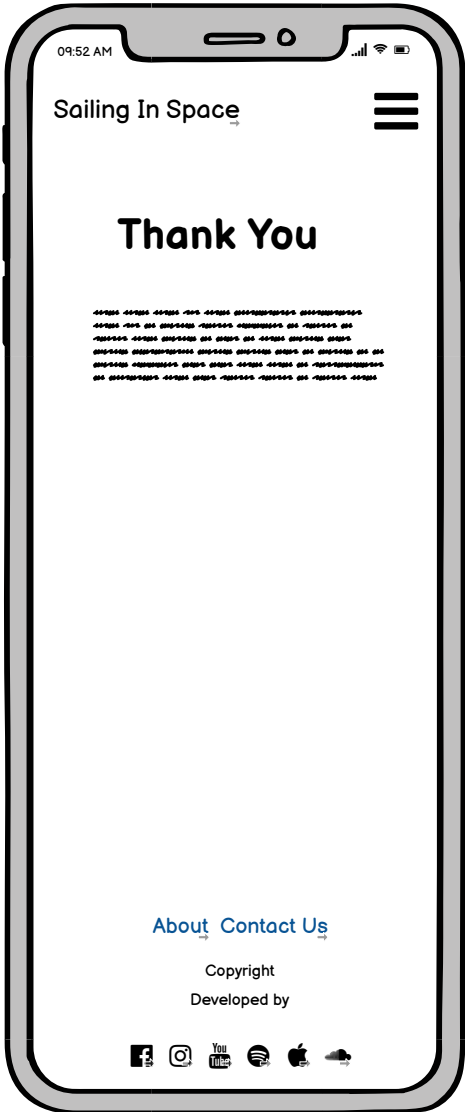 09:52 AM
Sailing In Space
Thank You
About Contact Us
Copyright
Developed by
You
Tube